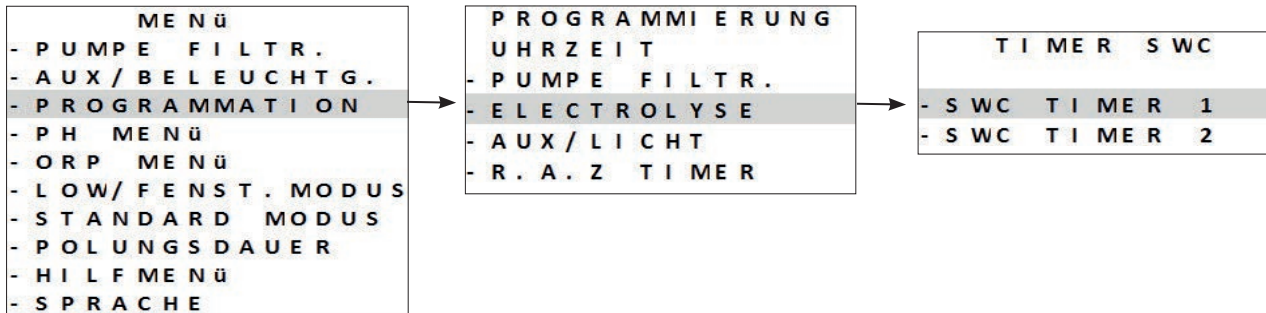 MENü
- PUMPE FILTR.
- AUX/BELEUCHTG.
- PROGRAMMATION
- PH MENü
- ORP MENü
- LOW/FENST.MODUS
- STANDARD MODUS
- POLUNGSDAUER
- HILFMENü
- SPRACHE
PROGRAMMIERUNG
UHRZEIT
- PUMPE FILTR.
- ELECTROLYSE
- AUX/LICHT
- R.A.Z TIMER
TIMER SWC
- SWC TIMER 1
- SWC TIMER 2